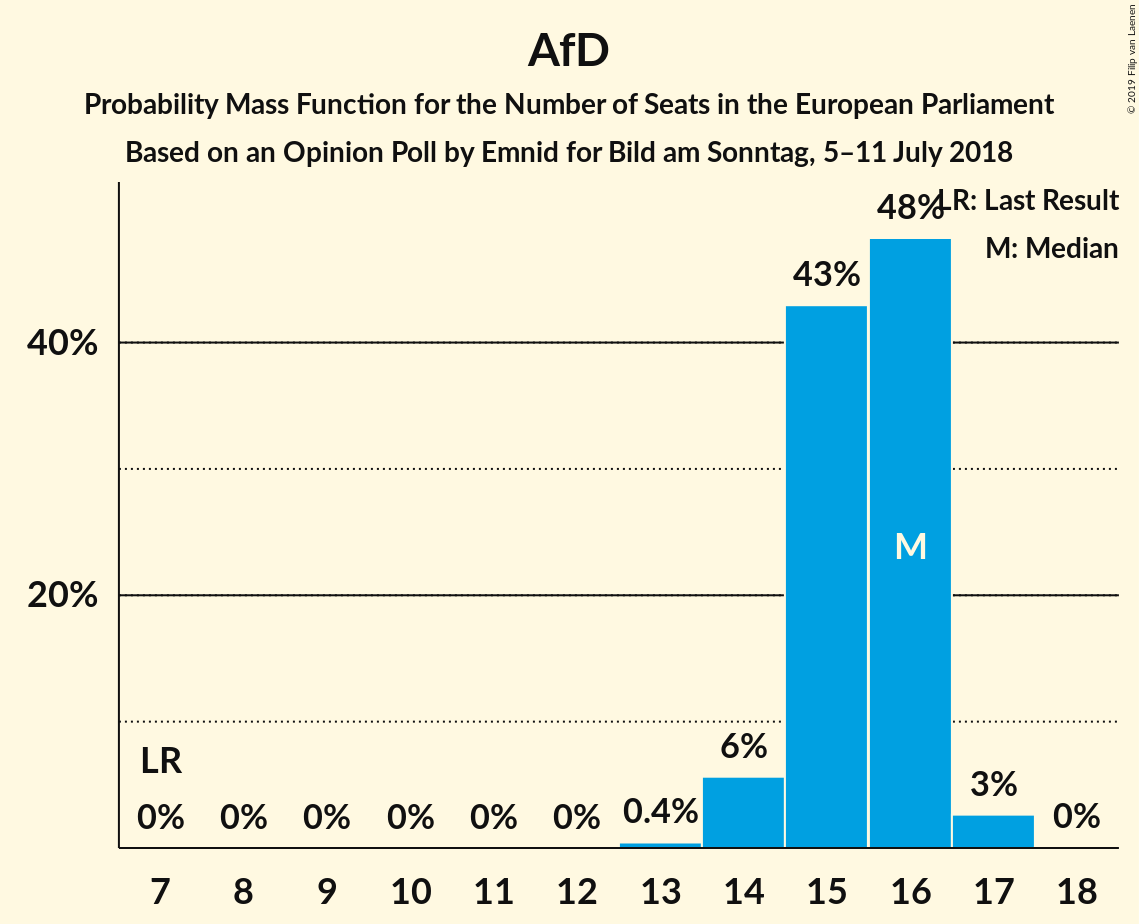 AfD
Probability Mass Function for the Number of Seats in the European Parliament
Based on an Opinion Poll by Emnid for Bild am Sonntag, 5–11 July 2018
© 2019 Filip van Laenen
LR: Last Result
M: Median
48%
43%
40%
M
20%
6%
LR
3%
0% 0% 0% 0% 0% 0% 0.4% 0%
7 8 9 10 11 12 13 14 15 16 17 18